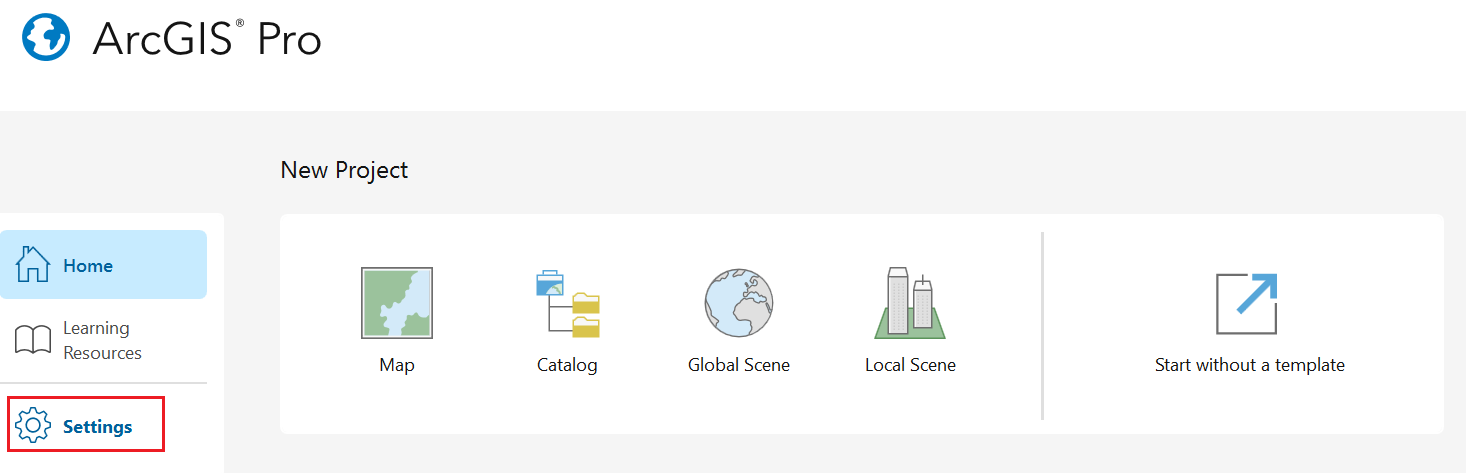 ArcGIS® Pro
New Project
Home
Learning
Resources
Settings
Map
Catalog
Global Scene
Local Scene
Start without a template